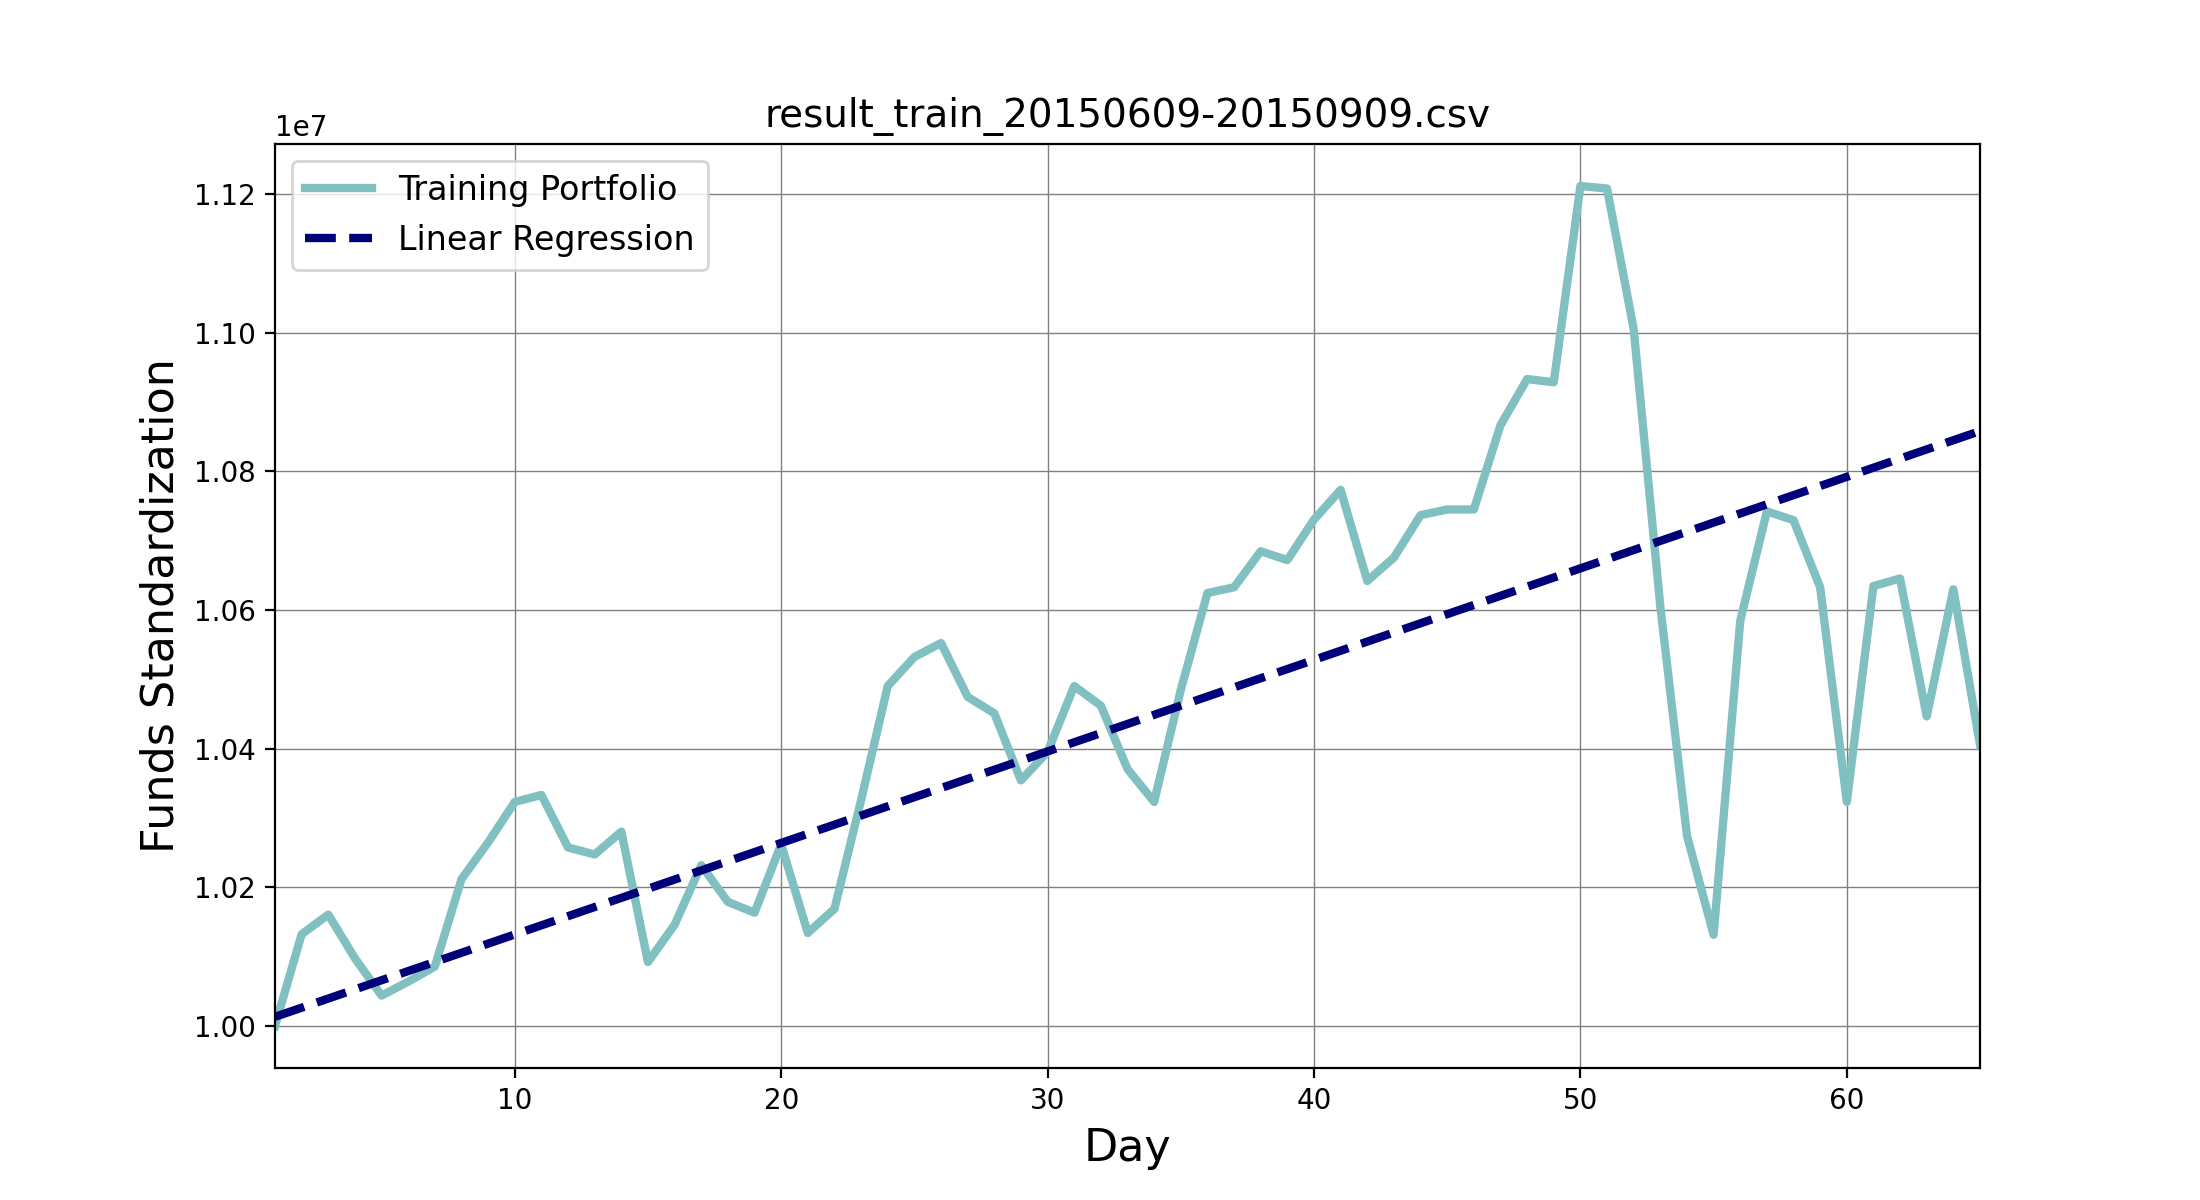 result_train_20150609-20150909.csv
1e7
Training Portfolio
Linear Regression
1.12
1.10
1.08
1.06
1.04
1.02
1.00
Funds Standardization
10 20 30 40 50 60
Day